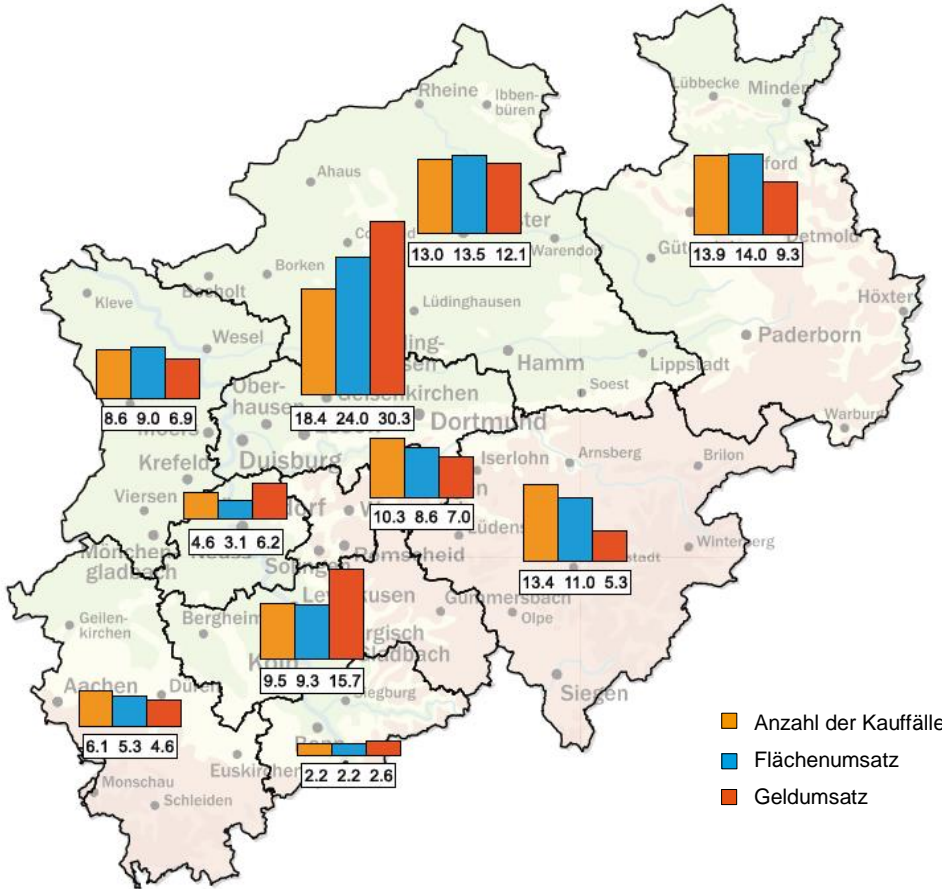 Lübbecke
Minden
Rheine
Ibben-
büren
Ahaus
Warendorf
13.0 13.5 12.1
13.9 14.0 9.3
Detmold
Borken
Höxter
Kleve
Lüdinghausen
Wesel
Paderborn
Hamm
Lippstadt
Soest
8.6 9.0 6.9
Ober-
hausen
18.4 24.0 30.3
Dortmund
Warburg
Duisburg
Krefeld
Iserlohn
Arnsberg
Brilon
Viersen
10.3 8.6 7.0
4.6 3.1 6.2
Winterberg
Mönchen-
gladbach
Remscheid
13.4 11.0 5.3
Geilen-
kirchen
Bergheim
Gummersbach
Olpe
9.5 9.3 15.7
Aachen
Düren
Siegburg
Siegen
6.1 5.3 4.6
Euskirchen
2.2 2.2 2.6
Monschau
Schleiden
Anzahl der Kauffälle
Flächenumsatz
Geldumsatz